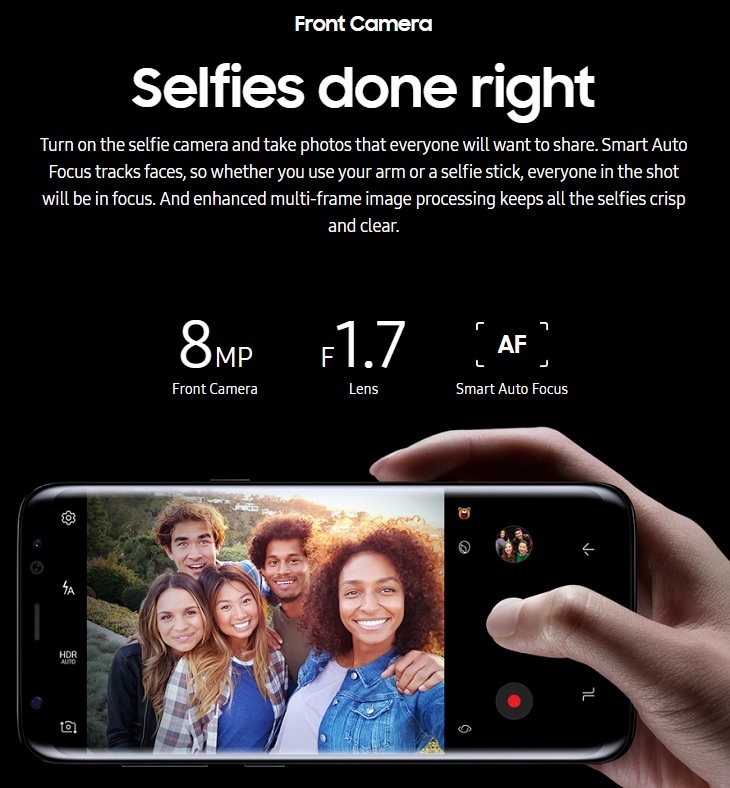 Front Camera
Selfies done right
Turn on the selfie camera and take photos that everyone will want to share. Smart Auto
Focus tracks faces, so whether you use your arm or a selfie stick, everyone in the shot
will be in focus. And enhanced multi-frame image processing keeps all the selfies crisp
and clear.
8MP
Front Camera
F1.7
Lens
AF
Smart Auto Focus
A
HDR
AUTO